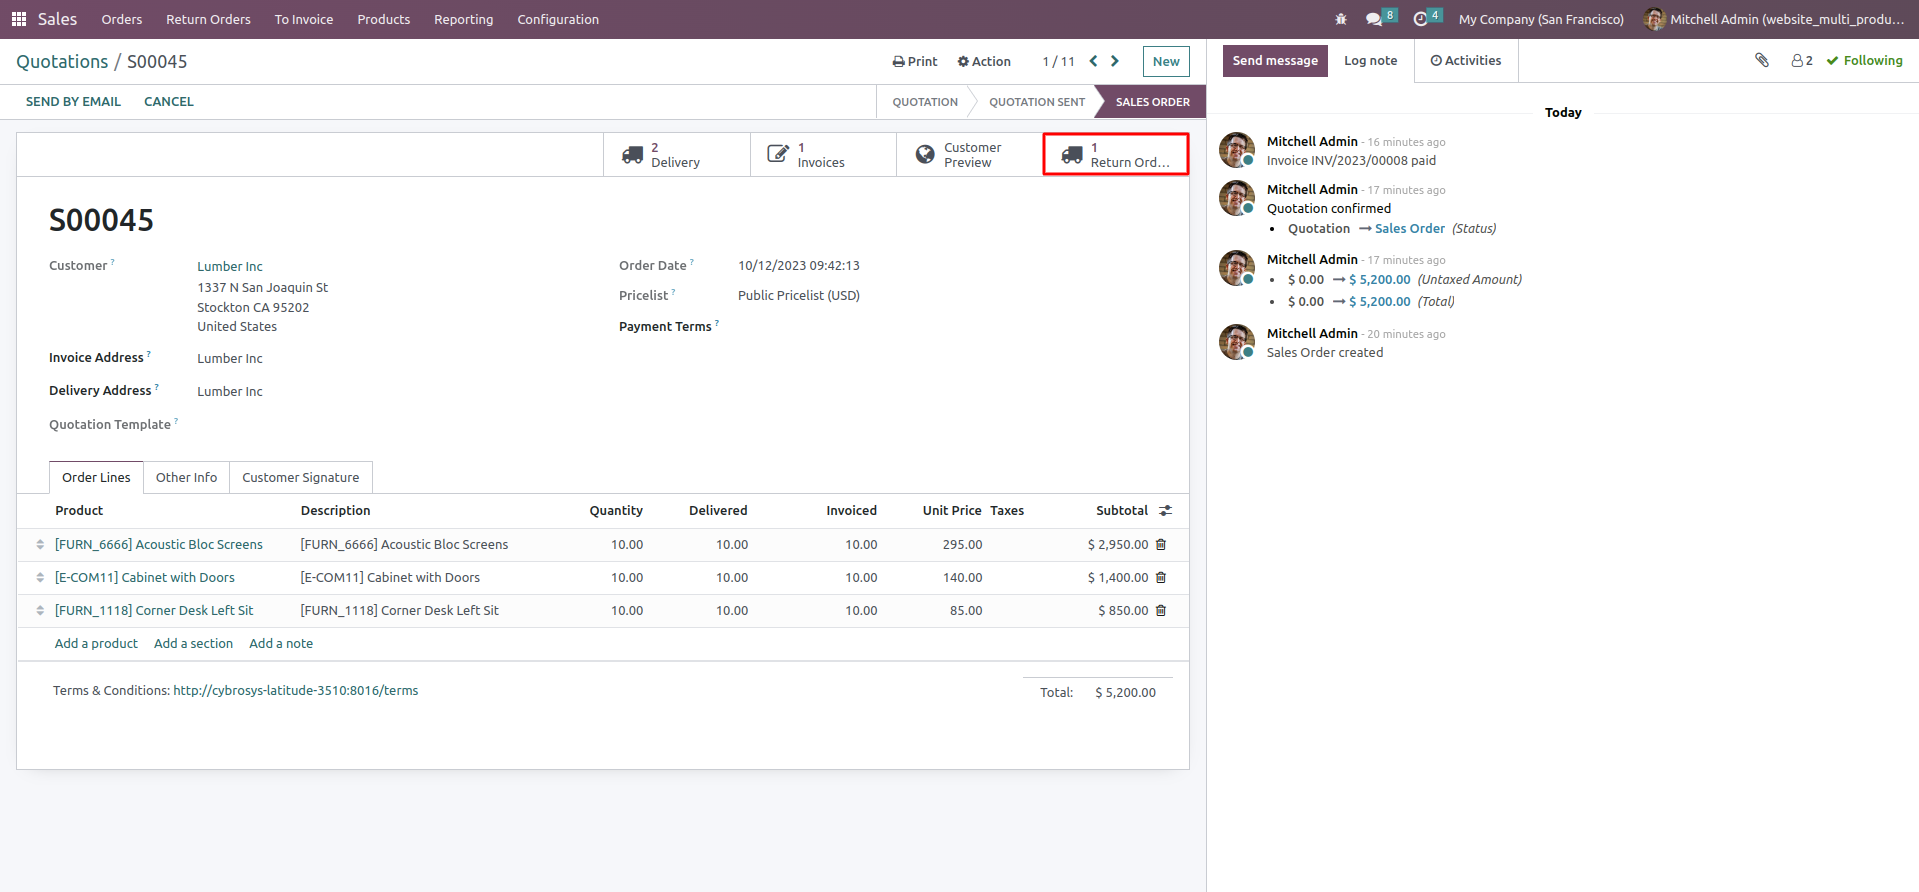 Sales Orders Return Orders To Invoice Products Reporting Configuration 8 4 My Company (San Francisco) Mitchell Admin (website_multi_produ...
Quotations / S00045 Print Action 1 / 11 New
SEND BY EMAIL CANCEL QUOTATION QUOTATION SENT SALES ORDER
2 Delivery
1 Invoices
Customer Preview
1 Return Ord...
S00045
Customer ? Lumber Inc
1337 N San Joaquin St
Stockton CA 95202
United States
Invoice Address ? Lumber Inc
Delivery Address ? Lumber Inc
Quotation Template ?
Order Date ? 10/12/2023 09:42:13
Pricelist ? Public Pricelist (USD)
Payment Terms ?
Order Lines Other Info Customer Signature
Product Description Quantity Delivered Invoiced Unit Price Taxes Subtotal
[FURN_6666] Acoustic Bloc Screens [FURN_6666] Acoustic Bloc Screens 10.00 10.00 10.00 295.00 $ 2,950.00
[E-COM11] Cabinet with Doors [E-COM11] Cabinet with Doors 10.00 10.00 10.00 140.00 $ 1,400.00
[FURN_1118] Corner Desk Left Sit [FURN_1118] Corner Desk Left Sit 10.00 10.00 10.00 85.00 $ 850.00
Add a product Add a section Add a note
Terms & Conditions: http://cybrosys-latitude-3510:8016/terms
Total: $ 5,200.00
Send message Log note Activities 2 Following
Today
Mitchell Admin - 16 minutes ago
Invoice INV/2023/00008 paid
Mitchell Admin - 17 minutes ago
Quotation confirmed
• Quotation → Sales Order (Status)
Mitchell Admin - 17 minutes ago
• $ 0.00 → $ 5,200.00 (Untaxed Amount)
• $ 0.00 → $ 5,200.00 (Total)
Mitchell Admin - 20 minutes ago
Sales Order created